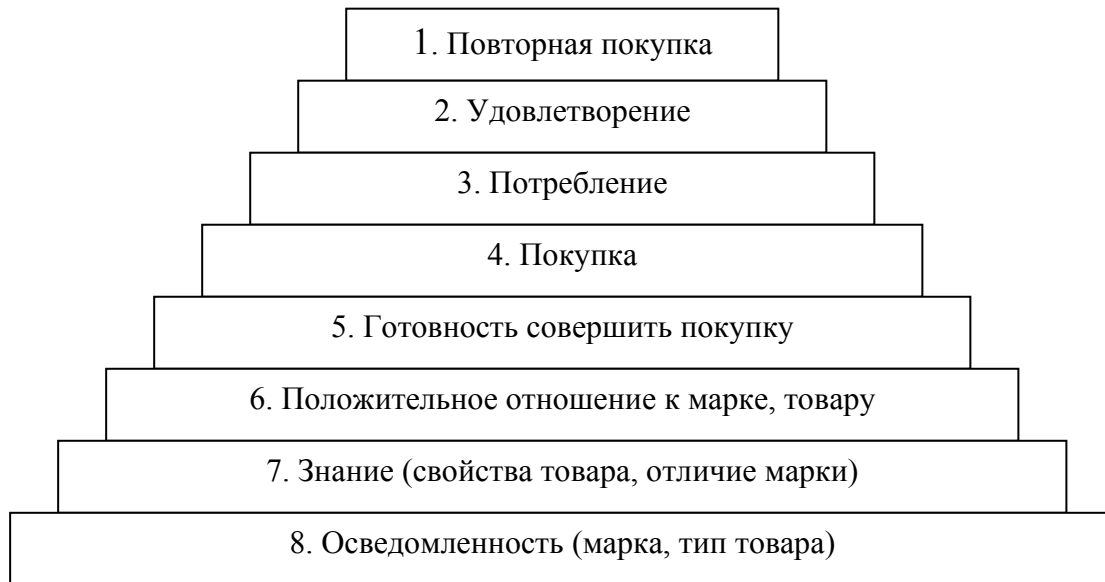 1. Повторная покупка
2. Удовлетворение
3. Потребление
4. Покупка
5. Готовность совершить покупку
6. Положительное отношение к марке, товару
7. Знание (свойства товара, отличие марки)
8. Осведомленность (марка, тип товара)